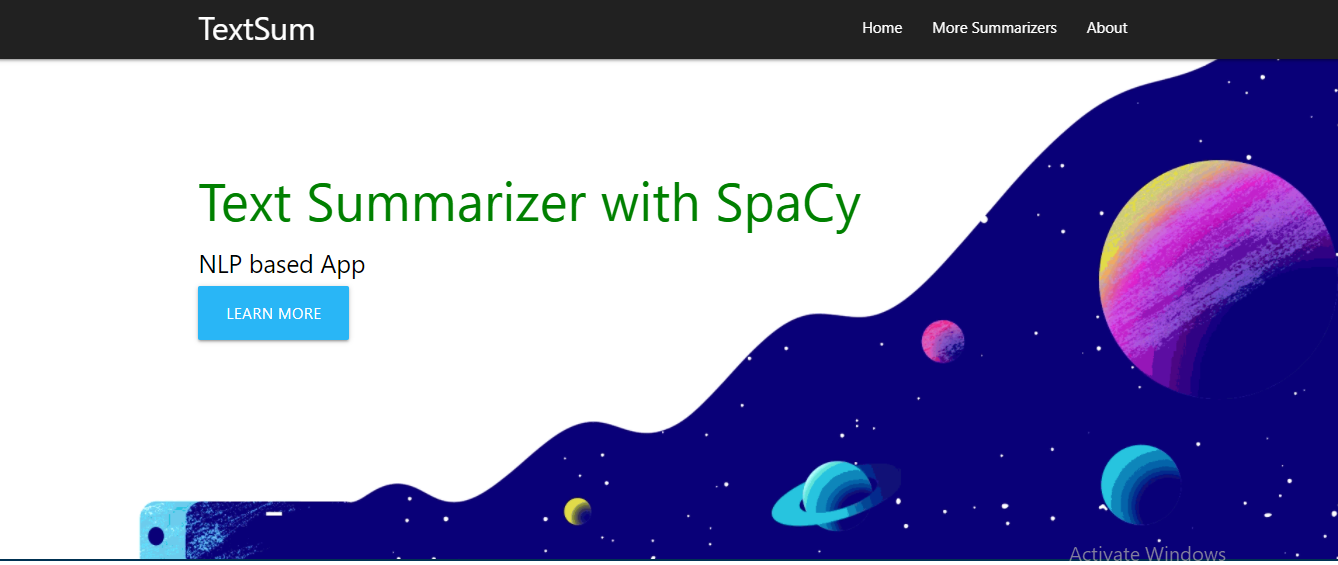 TextSum
Home More Summarizers About
Text Summarizer with SpaCy
NLP based App
LEARN MORE
Activate Windows